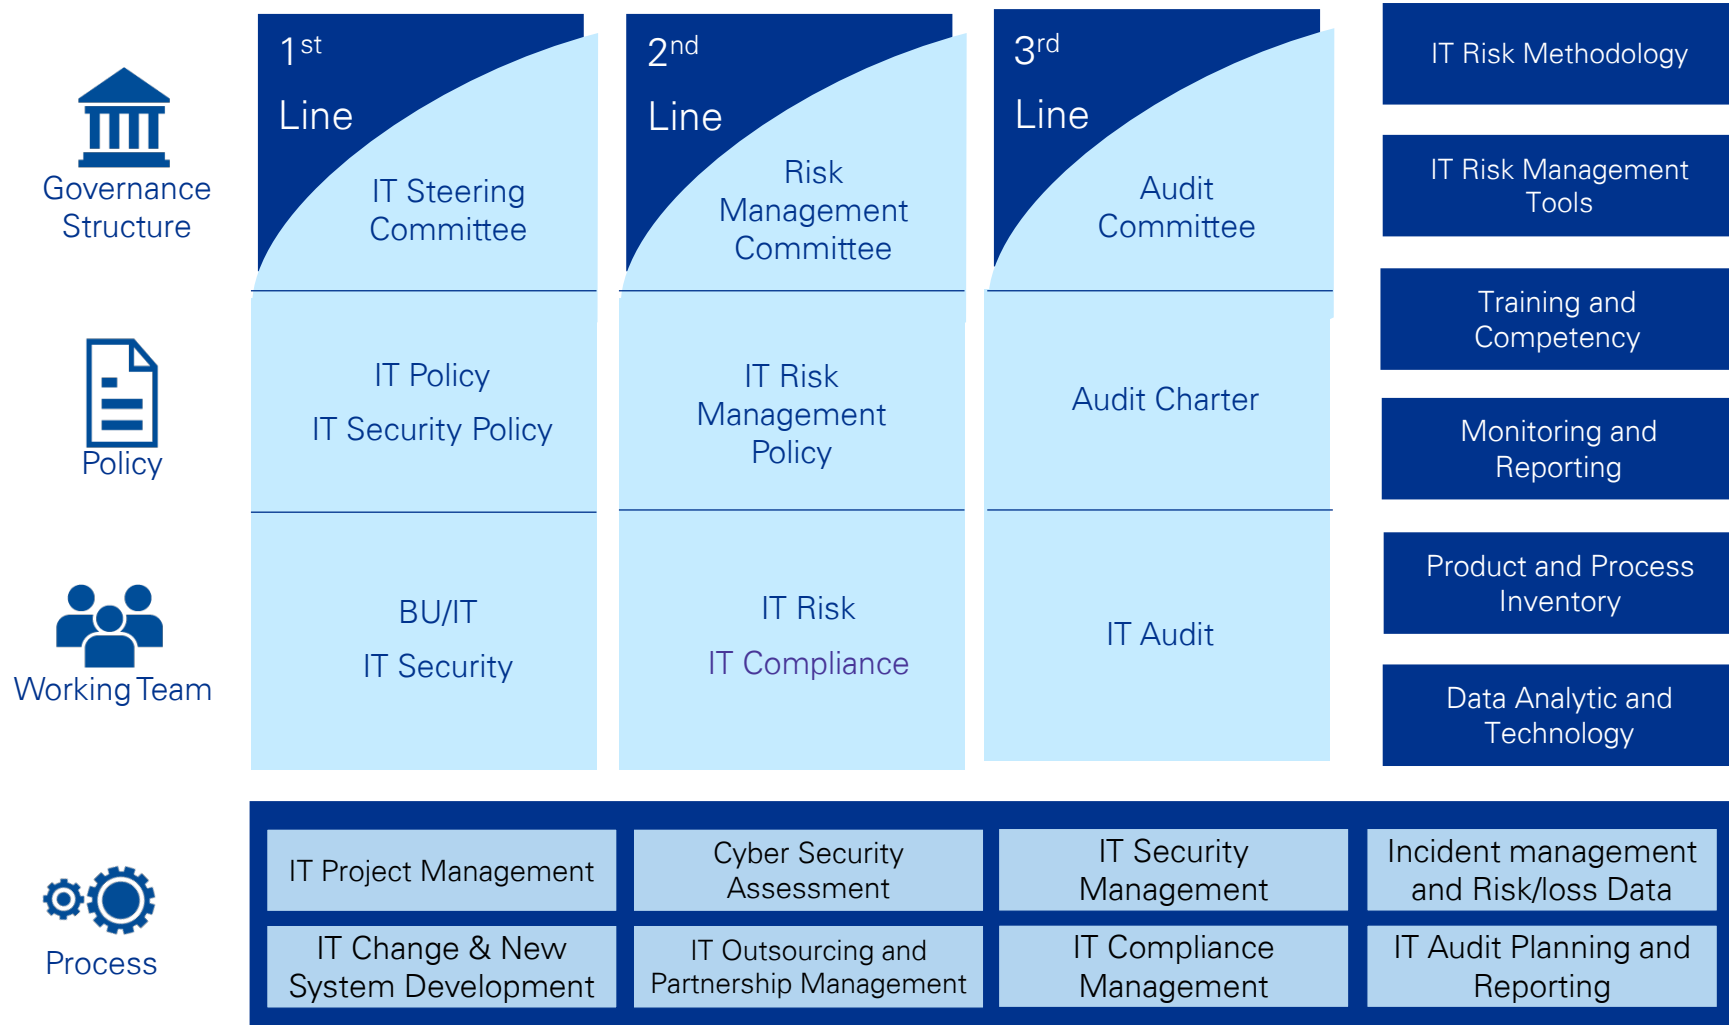 1st
Line
2nd
Line
3rd
Line
Governance
Structure
IT Steering
Committee
Risk
Management
Committee
Audit
Committee
Policy
IT Policy
IT Security Policy
IT Risk
Management
Policy
Audit Charter
Working Team
BU/IT
IT Security
IT Risk
IT Compliance
IT Audit
IT Risk Methodology
IT Risk Management
Tools
Training and
Competency
Monitoring and
Reporting
Product and Process
Inventory
Data Analytic and
Technology
Process
IT Project Management
Cyber Security
Assessment
IT Security
Management
Incident management
and Risk/loss Data
IT Change & New
System Development
IT Outsourcing and
Partnership Management
IT Compliance
Management
IT Audit Planning and
Reporting